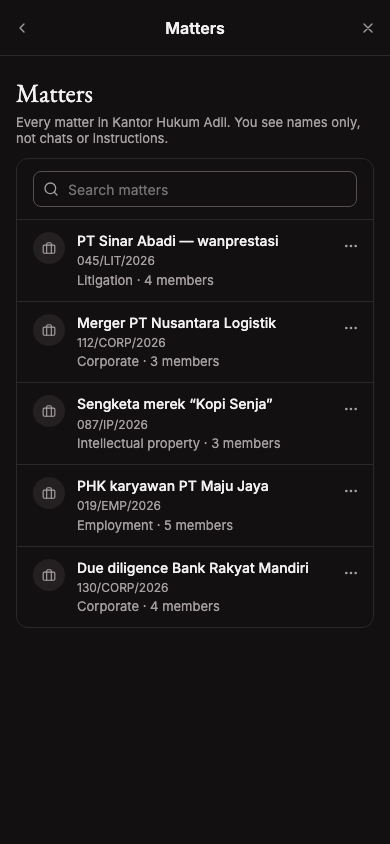 Matters
Matters
Every matter in Kantor Hukum Adil. You see names only,
not chats or instructions.
Search matters
PT Sinar Abadi — wanprestasi
045/LIT/2026
Litigation · 4 members
Merger PT Nusantara Logistik
112/CORP/2026
Corporate · 3 members
Sengketa merek “Kopi Senja”
087/IP/2026
Intellectual property · 3 members
PHK karyawan PT Maju Jaya
019/EMP/2026
Employment · 5 members
Due diligence Bank Rakyat Mandiri
130/CORP/2026
Corporate · 4 members